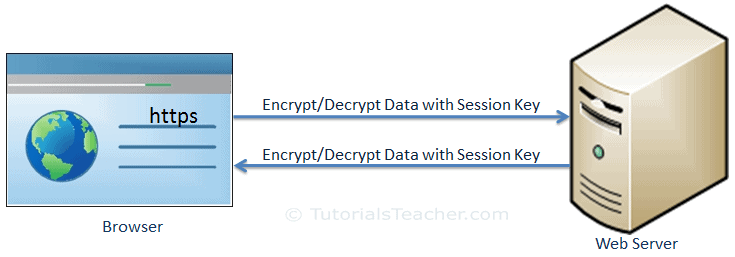 https
Encrypt/Decrypt Data with Session Key
Encrypt/Decrypt Data with Session Key
© TutorialsTeacher.com
Browser
Web Server